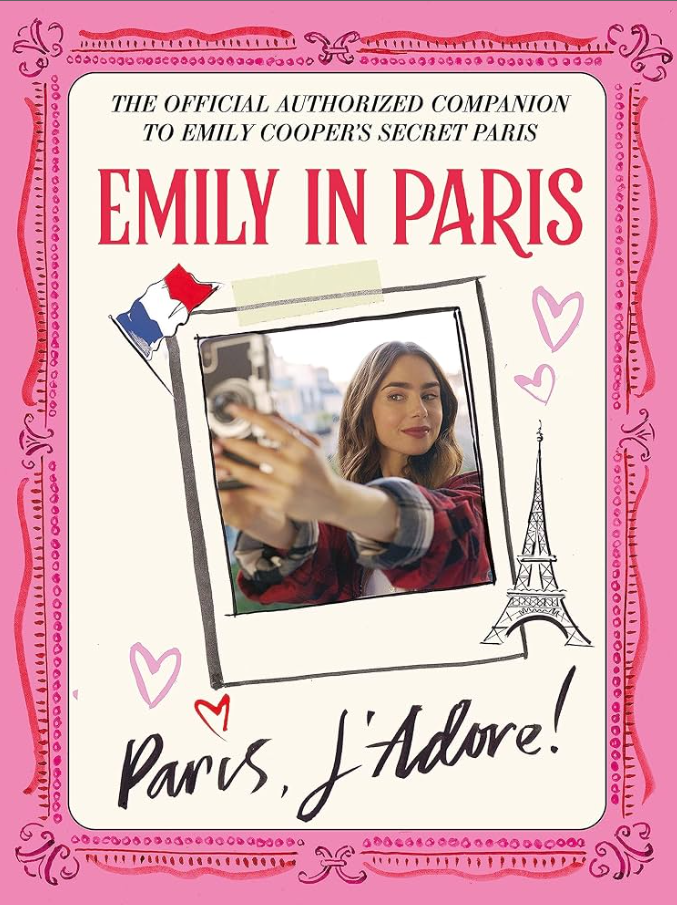 THE OFFICIAL AUTHORIZED COMPANION
TO EMILY COOPER'S SECRET PARIS
EMILY IN PARIS
Paris, J'Adore!